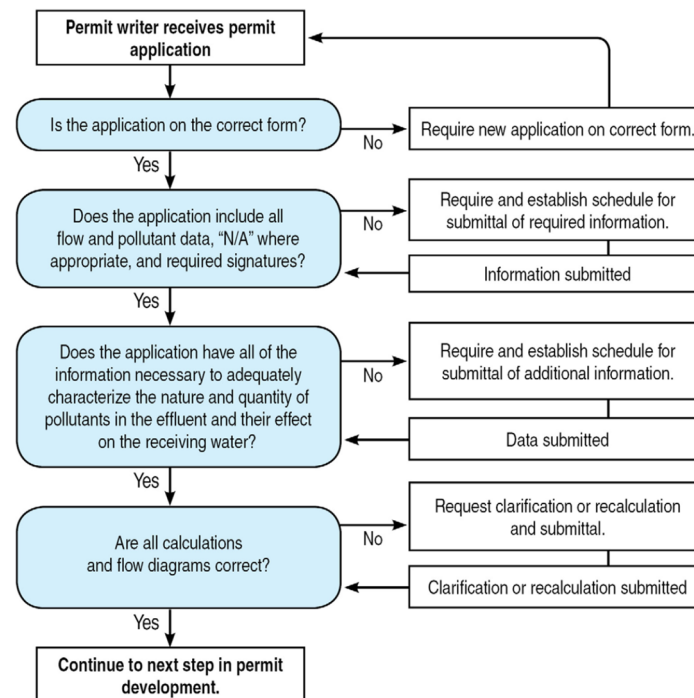 Permit writer receives permit
application
Is the application on the correct form?
No
Require new application on correct form.
Yes
Does the application include all
flow and pollutant data, “N/A” where
appropriate, and required signatures?
No
Require and establish schedule for
submittal of required information.
Information submitted
Yes
Does the application have all of the
information necessary to adequately
characterize the nature and quantity of
pollutants in the effluent and their effect
on the receiving water?
No
Require and establish schedule for
submittal of additional information.
Data submitted
Yes
Are all calculations
and flow diagrams correct?
No
Request clarification or recalculation
and submittal.
Clarification or recalculation submitted
Yes
Continue to next step in permit
development.